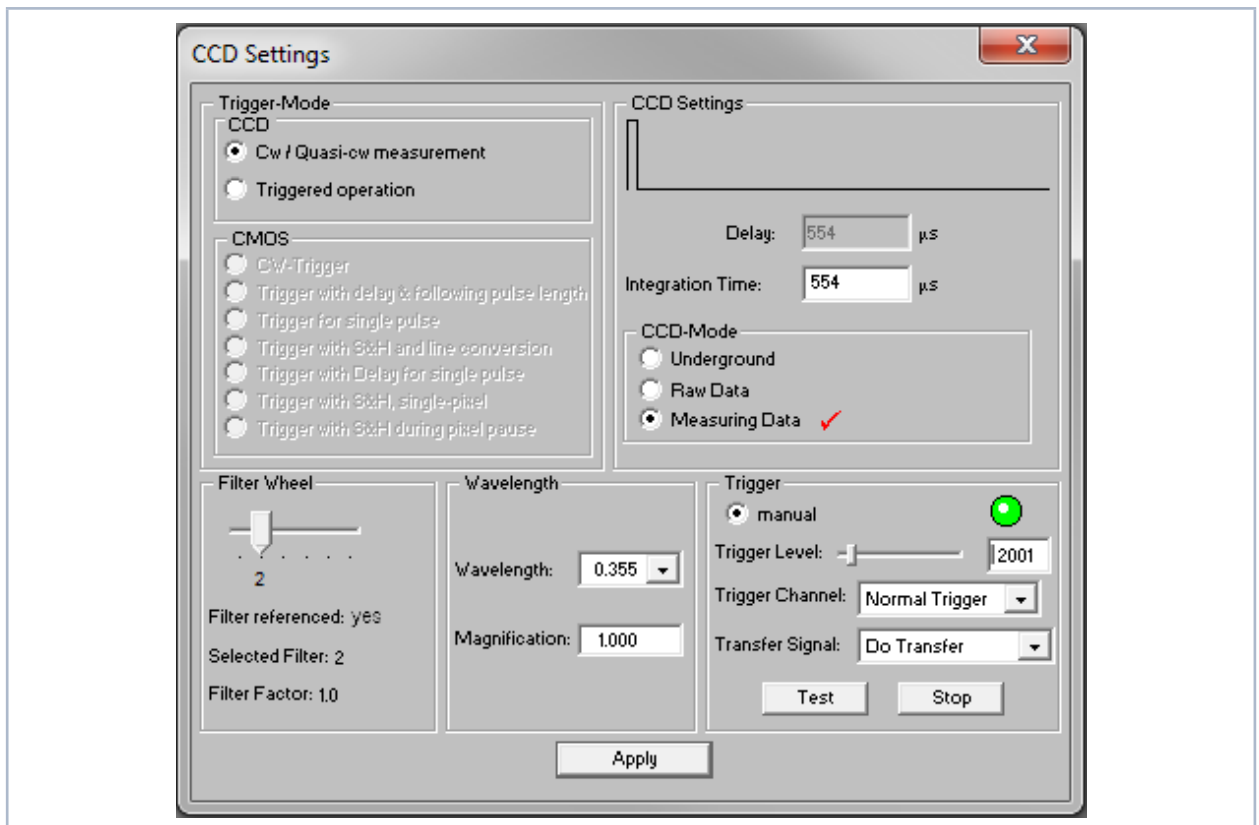 CCD Settings
Trigger-Mode
CCD
Cw / Quasi-cw measurement
Triggered operation
CMOS
CW-Trigger
Trigger with delay & following pulse length
Trigger for single pulse
Trigger with S&H and line conversion
Trigger with Delay for single pulse
Trigger with S&H, single-pixel
Trigger with S&H during pixel pause
CCD Settings
Delay: 554 µs
Integration Time: 554 µs
CCD-Mode
Underground
Raw Data
Measuring Data
Filter Wheel
2
Filter referenced: yes
Selected Filter: 2
Filter Factor: 1.0
Wavelength
Wavelength: 0.355
Magnification: 1.000
Trigger
manual
Trigger Level: 2001
Trigger Channel: Normal Trigger
Transfer Signal: Do Transfer
Test Stop
Apply